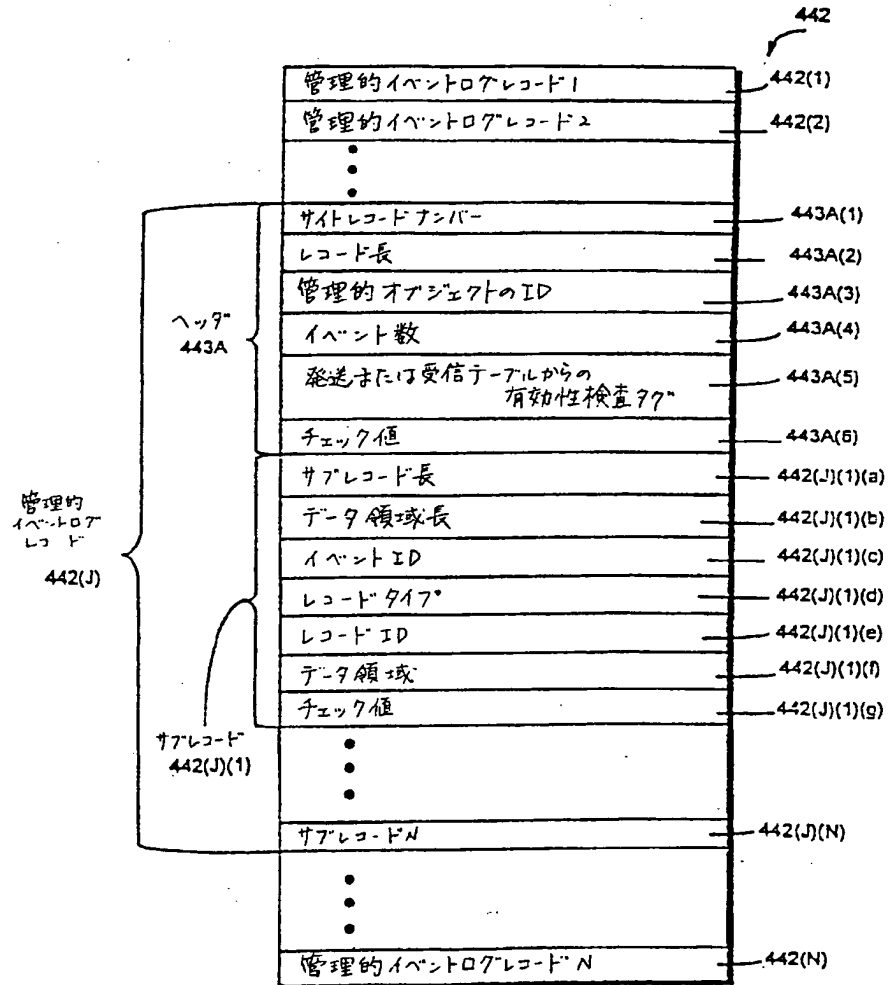 442
管理的イベントログレコード1 442(1)
管理的イベントログレコード2 442(2)
サイトレコードナンバー 443A(1)
レコード長 443A(2)
管理的オブジェクトのID 443A(3)
ヘッダ
443A
イベント数 443A(4)
発送または受信テーブルからの
有効性検査タグ 443A(5)
チェック値 443A(6)
サブレコード長 442(J)(1)(a)
管理的
イベントログ
レコード
442(J)
データ領域長 442(J)(1)(b)
イベントID 442(J)(1)(c)
レコードタイプ 442(J)(1)(d)
レコードID 442(J)(1)(e)
データ領域 442(J)(1)(f)
チェック値 442(J)(1)(g)
サブレコード
442(J)(1)
サブレコードN 442(J)(N)
管理的イベントログレコードN 442(N)